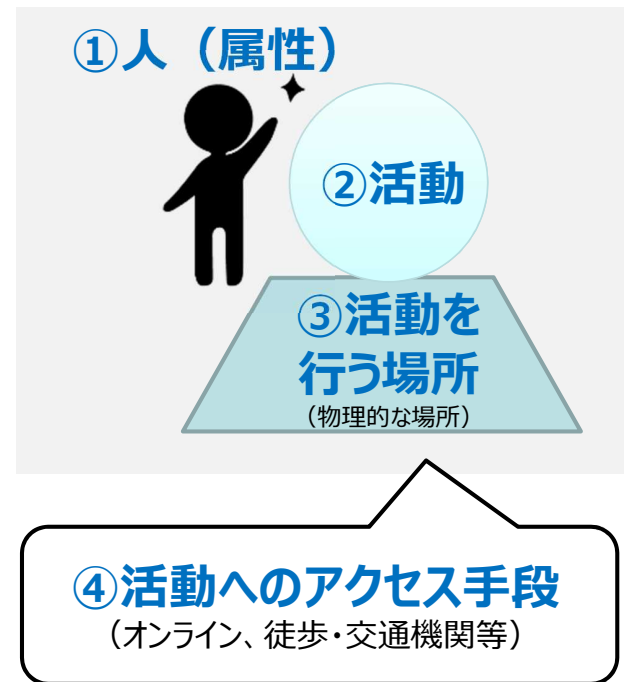 ①人（属性）
②活動
③活動を
行う場所
（物理的な場所）
④活動へのアクセス手段
（オンライン、徒歩・交通機関等）